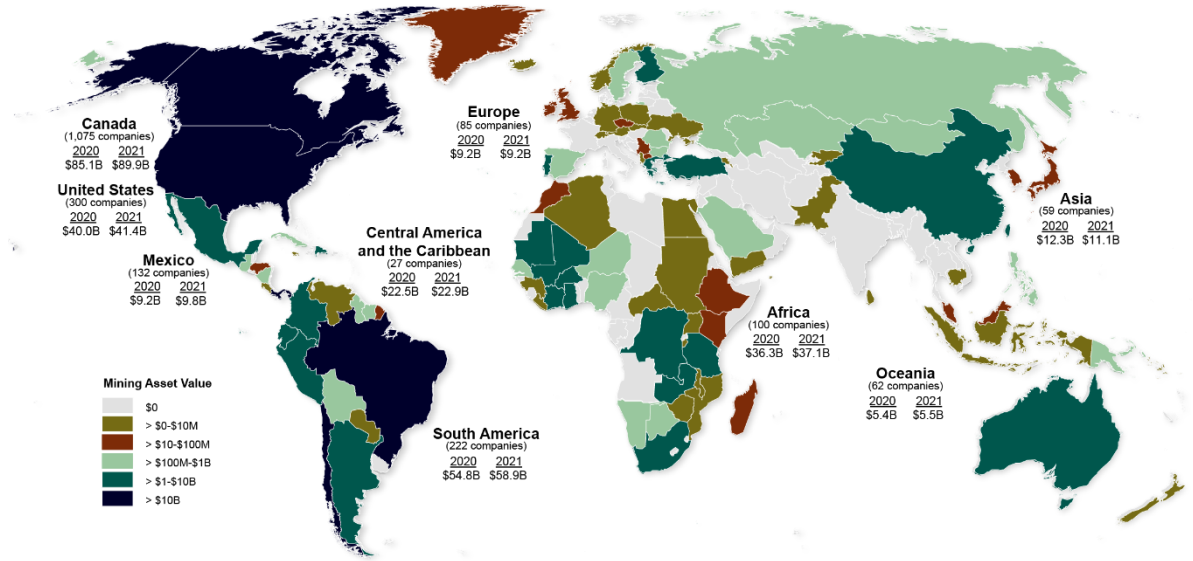 Canada
(1,075 companies)
2020 2021
$85.1B $89.9B
United States
(300 companies)
2020 2021
$40.0B $41.4B
Mexico
(132 companies)
2020 2021
$9.2B $9.8B
Europe
(85 companies)
2020 2021
$9.2B $9.2B
Central America
and the Caribbean
(27 companies)
2020 2021
$22.5B $22.9B
Asia
(59 companies)
2020 2021
$12.3B $11.1B
Africa
(100 companies)
2020 2021
$36.3B $37.1B
Oceania
(62 companies)
2020 2021
$5.4B $5.5B
South America
(222 companies)
2020 2021
$54.8B $58.9B
Mining Asset Value
$0
> $0-$10M
> $10-$100M
> $100M-$1B
> $1-$10B
> $10B